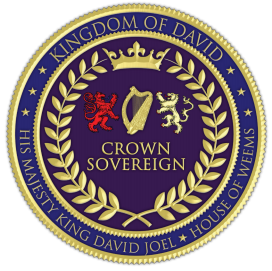 KINGDOM OF DAVID
CROWN
SOVEREIGN
HIS MAJESTY KING DAVID JOEL ★ HOUSE OF WEEMS